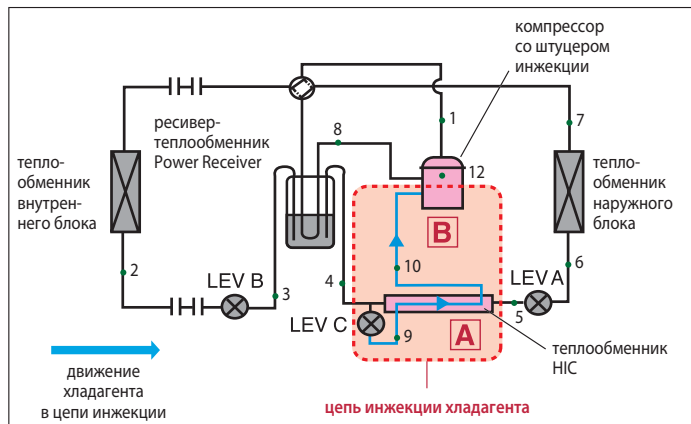 компрессор
со штуцером
инжекции
1
7
8
ресивер-
теплообменник
Power Receiver
12
тепло-
обменник
внутрен-
него блока
тепло-
обменник
наружного
блока
B
2
10
6
LEV B
3
4
LEV A
5
LEV C
9
A
теплообменник
HIC
движение
хладагента
в цепи инжекции
цепь инжекции хладагента